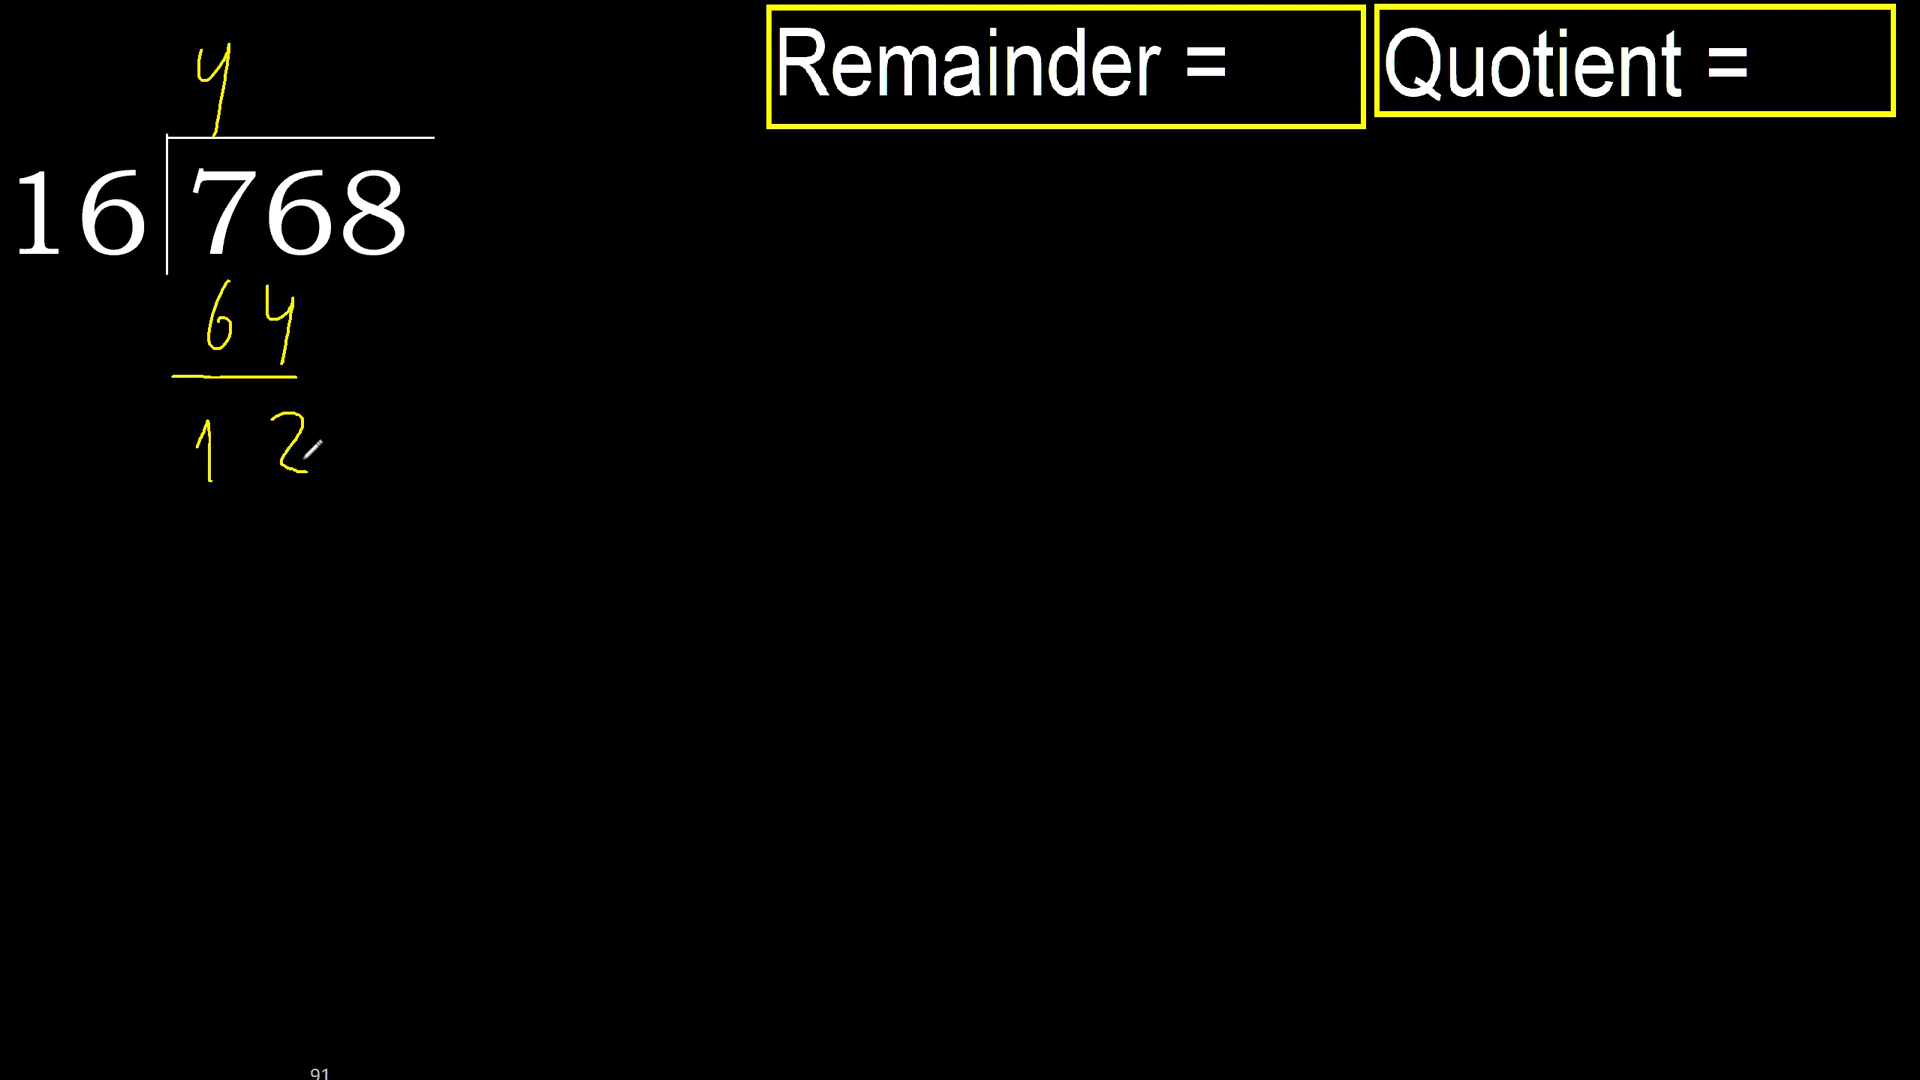 4
Remainder =
Quotient =
16 768
64
12
91